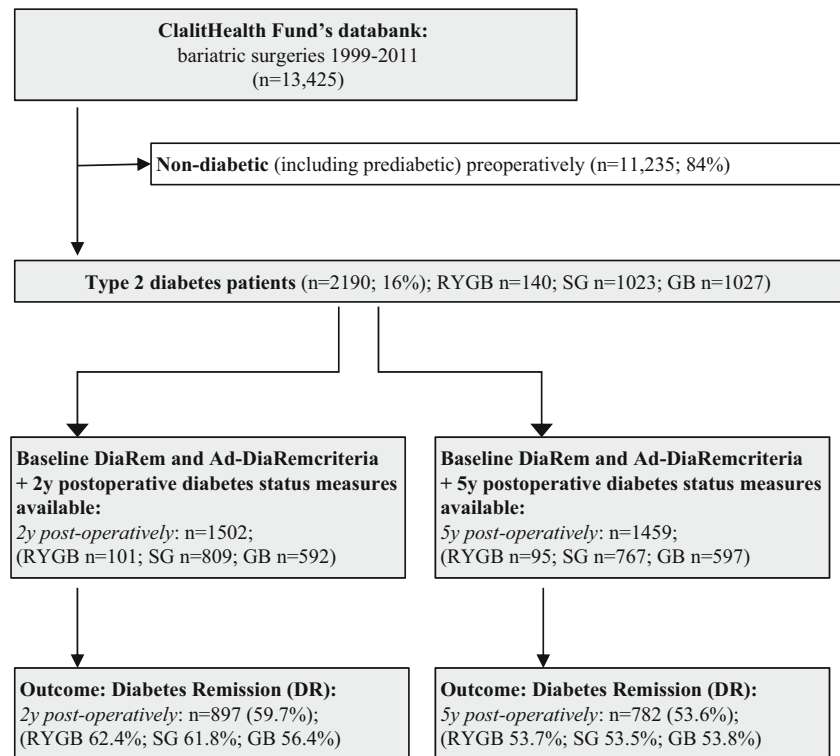 ClalitHealth Fund's databank:
bariatric surgeries 1999-2011
(n=13,425)
Non-diabetic (including prediabetic) preoperatively (n=11,235; 84%)
Type 2 diabetes patients (n=2190; 16%); RYGB n=140; SG n=1023; GB n=1027)
Baseline DiaRem and Ad-DiaRemcriteria
+ 2y postoperative diabetes status measures
available:
2y post-operatively: n=1502;
(RYGB n=101; SG n=809; GB n=592)
Baseline DiaRem and Ad-DiaRemcriteria
+ 5y postoperative diabetes status measures
available:
5y post-operatively: n=1459;
(RYGB n=95; SG n=767; GB n=597)
Outcome: Diabetes Remission (DR):
2y post-operatively: n=897 (59.7%);
(RYGB 62.4%; SG 61.8%; GB 56.4%)
Outcome: Diabetes Remission (DR):
5y post-operatively: n=782 (53.6%);
(RYGB 53.7%; SG 53.5%; GB 53.8%)